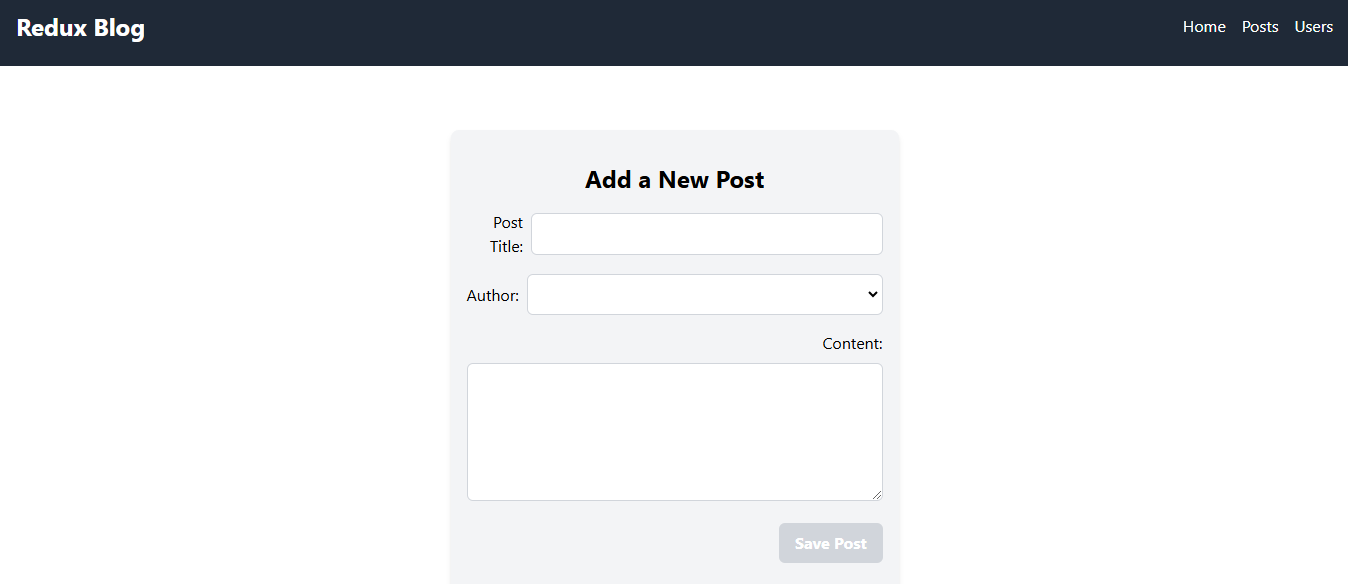 Redux Blog
Home Posts Users
Add a New Post
Post
Title:
Author:
Content:
Save Post